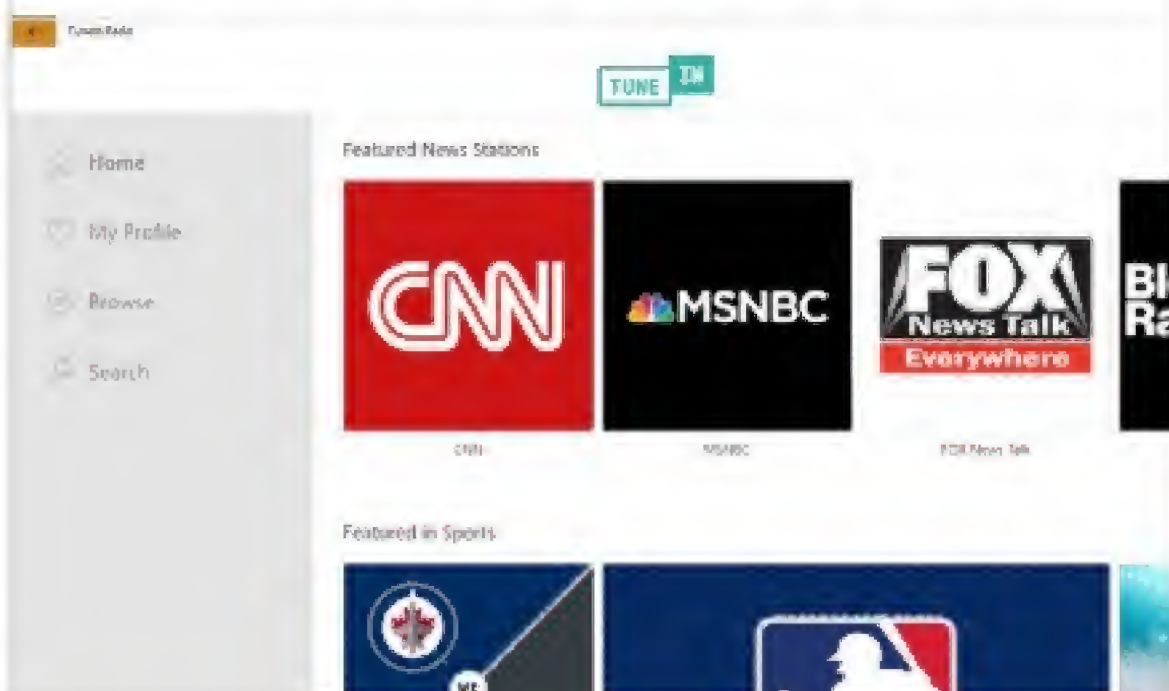 TuneIn Radio
TUNE IN
Home
My Profile
Browse
Search
Featured News Stations
CNN
MSNBC
FOX
News Talk
Everywhere
CNN
MSNBC
FOX News Talk
Featured in Sports